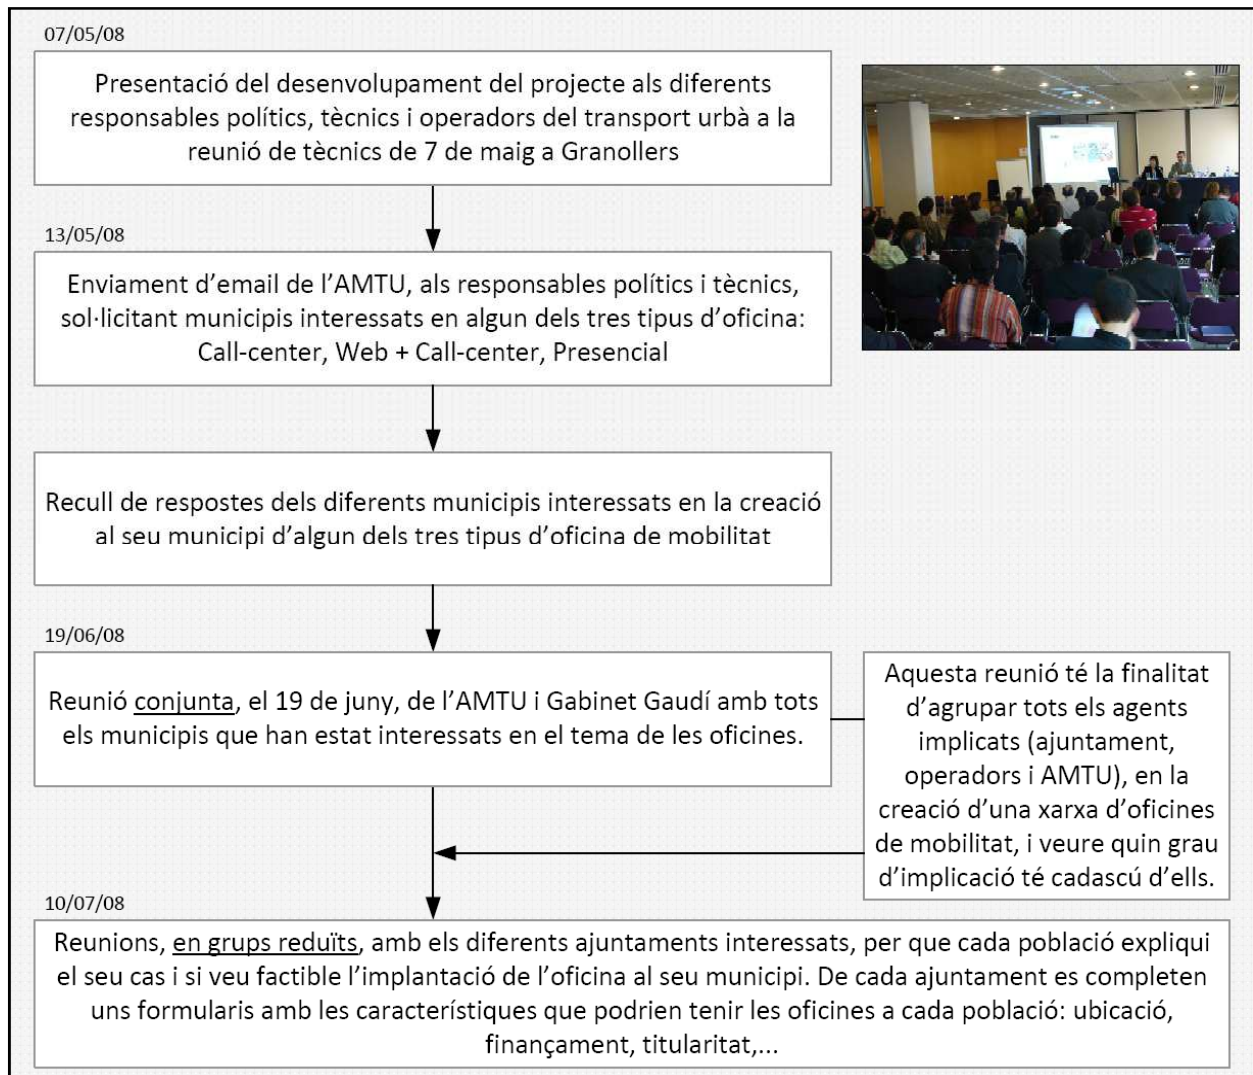 07/05/08
Presentació del desenvolupament del projecte als diferents
responsables polítics, tècnics i operadors del transport urbà a la
reunió de tècnics de 7 de maig a Granollers
13/05/08
Enviament d’email de l’AMTU, als responsables polítics i tècnics,
sol·licitant municipis interessats en algun dels tres tipus d’oficina:
Call-center, Web + Call-center, Presencial
Recull de respostes dels diferents municipis interessats en la creació
al seu municipi d’algun dels tres tipus d’oficina de mobilitat
19/06/08
Reunió conjunta, el 19 de juny, de l’AMTU i Gabinet Gaudí amb tots
els municipis que han estat interessats en el tema de les oficines.
Aquesta reunió té la finalitat
d’agrupar tots els agents
implicats (ajuntament,
operadors i AMTU), en la
creació d’una xarxa d’oficines
de mobilitat, i veure quin grau
d’implicació té cadascú d’ells.
10/07/08
Reunions, en grups reduïts, amb els diferents ajuntaments interessats, per que cada població expliqui
el seu cas i si veu factible l’implantació de l’oficina al seu municipi. De cada ajuntament es completen
uns formularis amb les característiques que podrien tenir les oficines a cada població: ubicació,
finançament, titularitat,...